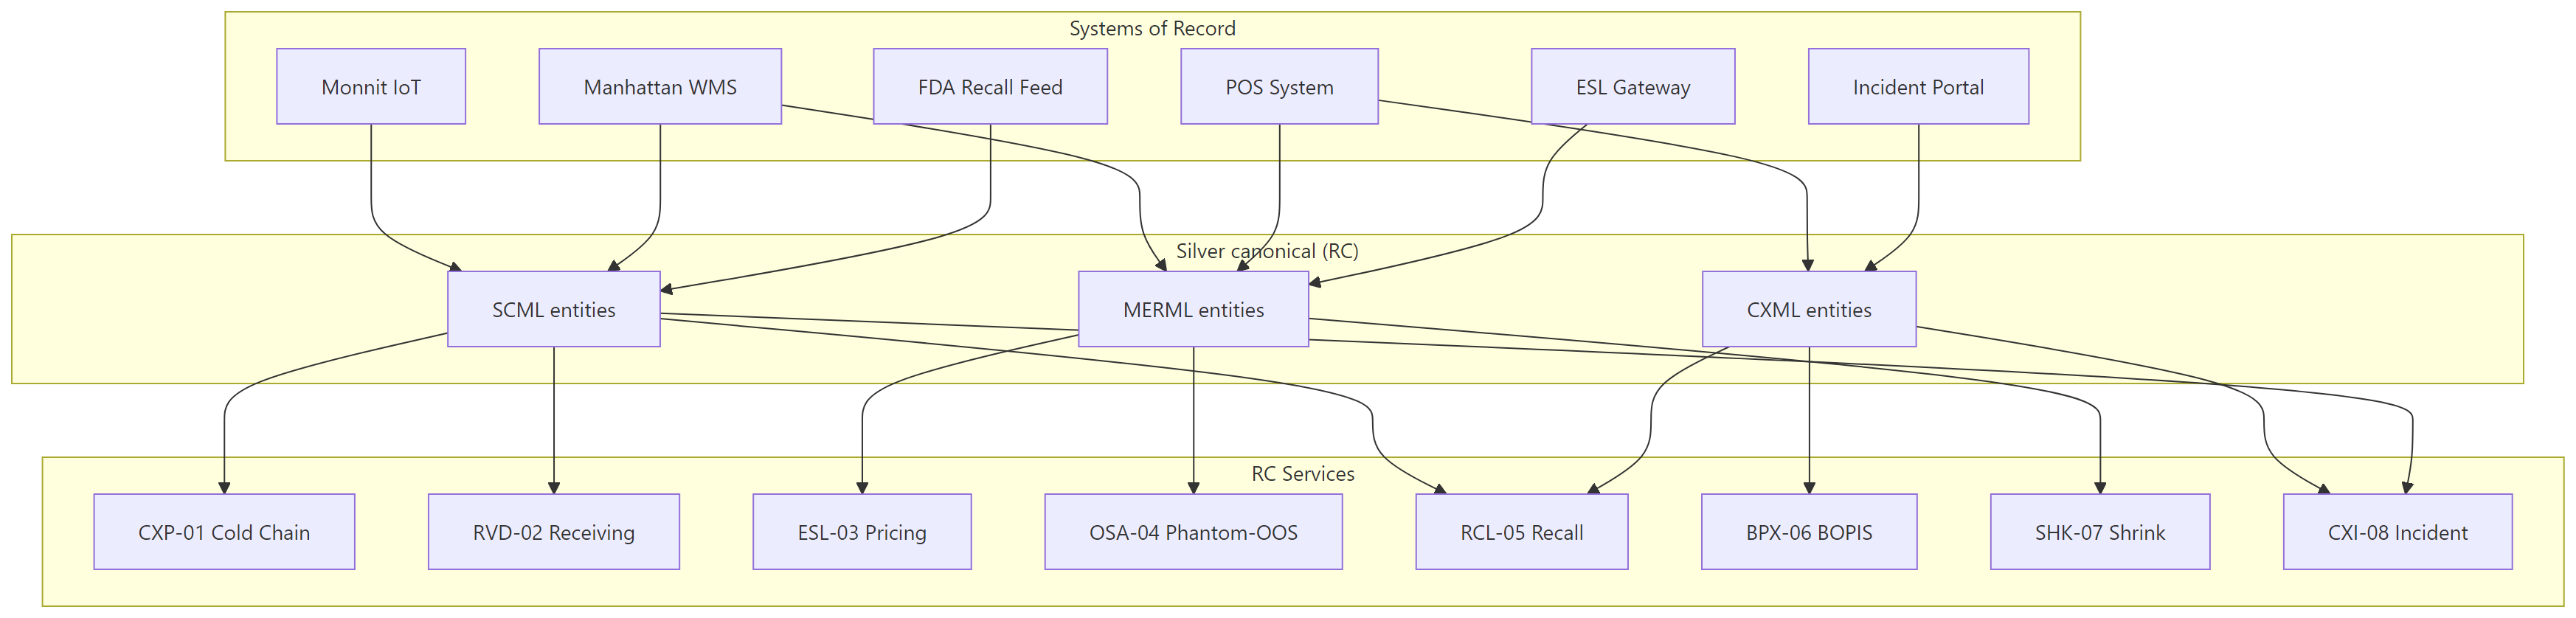 Systems of Record
Monnit IoT
Manhattan WMS
FDA Recall Feed
POS System
ESL Gateway
Incident Portal
Silver canonical (RC)
SCML entities
MERML entities
CXML entities
RC Services
CXP-01 Cold Chain
RVD-02 Receiving
ESL-03 Pricing
OSA-04 Phantom-OOS
RCL-05 Recall
BPX-06 BOPIS
SHK-07 Shrink
CXI-08 Incident